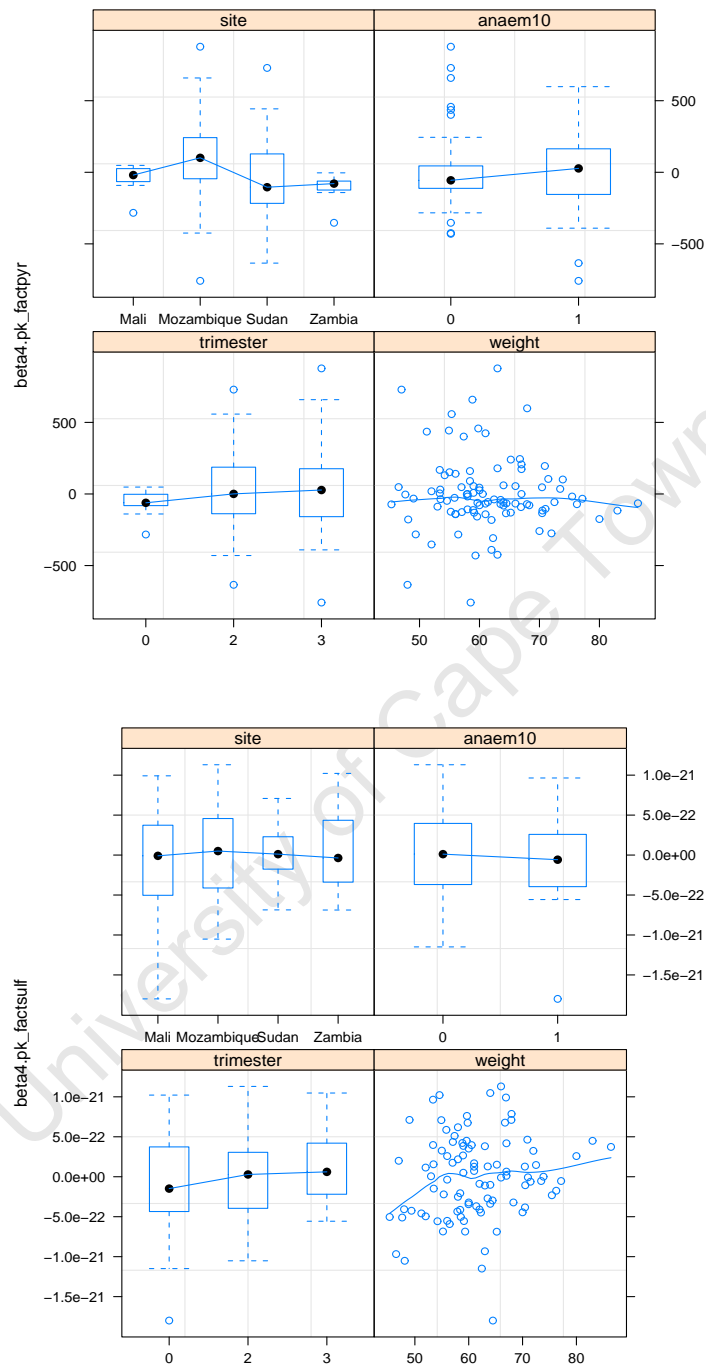 site anaem10
500
0
−500
Mali Mozambique Sudan Zambia 0 1
beta4.pk_factpyr
trimester weight
500
0
−500
0 2 3 50 60 70 80
site anaem10
1.0e−21
5.0e−22
0.0e+00
−5.0e−22
−1.0e−21
−1.5e−21
Mali Mozambique Sudan Zambia 0 1
beta4.pk_factsulf
trimester weight
1.0e−21
5.0e−22
0.0e+00
−5.0e−22
−1.0e−21
−1.5e−21
0 2 3 50 60 70 80
University of Cape Town